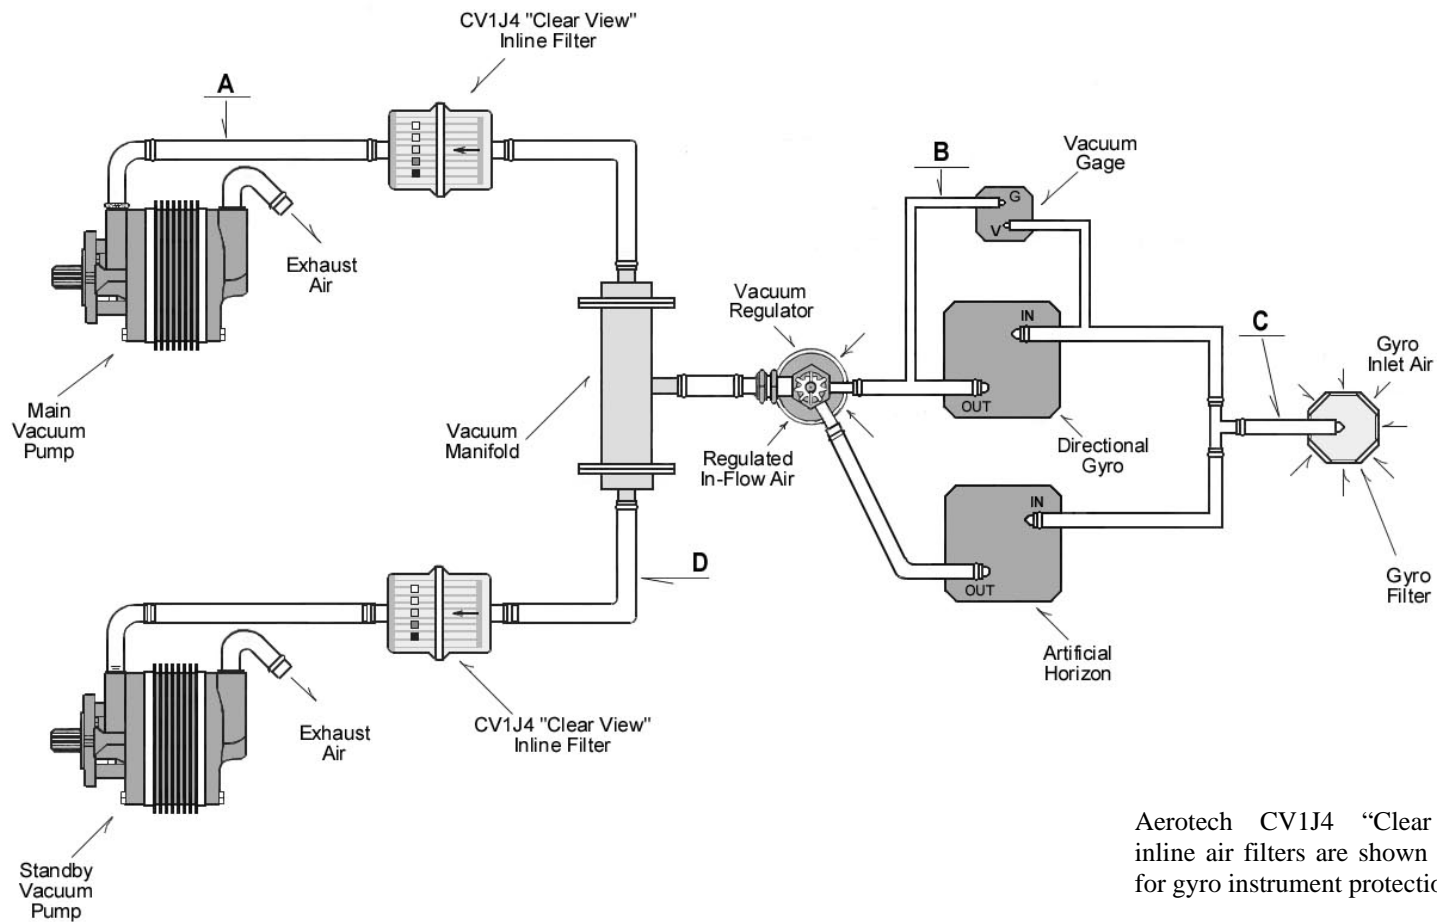 CV1J4 "Clear View"
Inline Filter
A
Exhaust
Air
Main
Vacuum
Pump
B
Vacuum
Gage
G
V
Vacuum
Regulator
IN
OUT
Directional
Gyro
C
Gyro
Inlet Air
Vacuum
Manifold
Regulated
In-Flow Air
IN
OUT
Artificial
Horizon
Gyro
Filter
D
CV1J4 "Clear View"
Inline Filter
Exhaust
Air
Standby
Vacuum
Pump
Aerotech CV1J4 “Clear
inline air filters are shown
for gyro instrument protectio